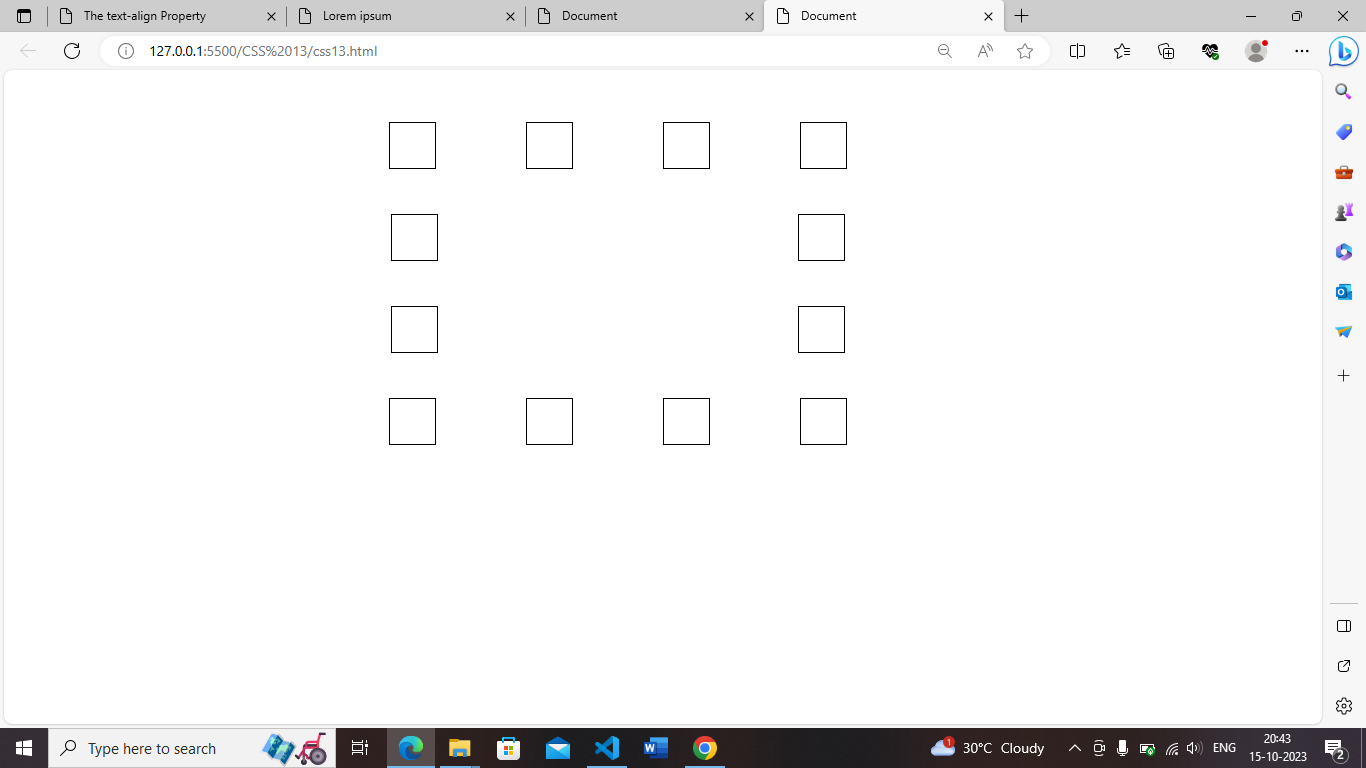 The text-align Property
Lorem ipsum
Document
Document
127.0.0.1:5500/CSS%2013/css13.html
Type here to search
1
30°C Cloudy
ENG
20:43
15-10-2023
2